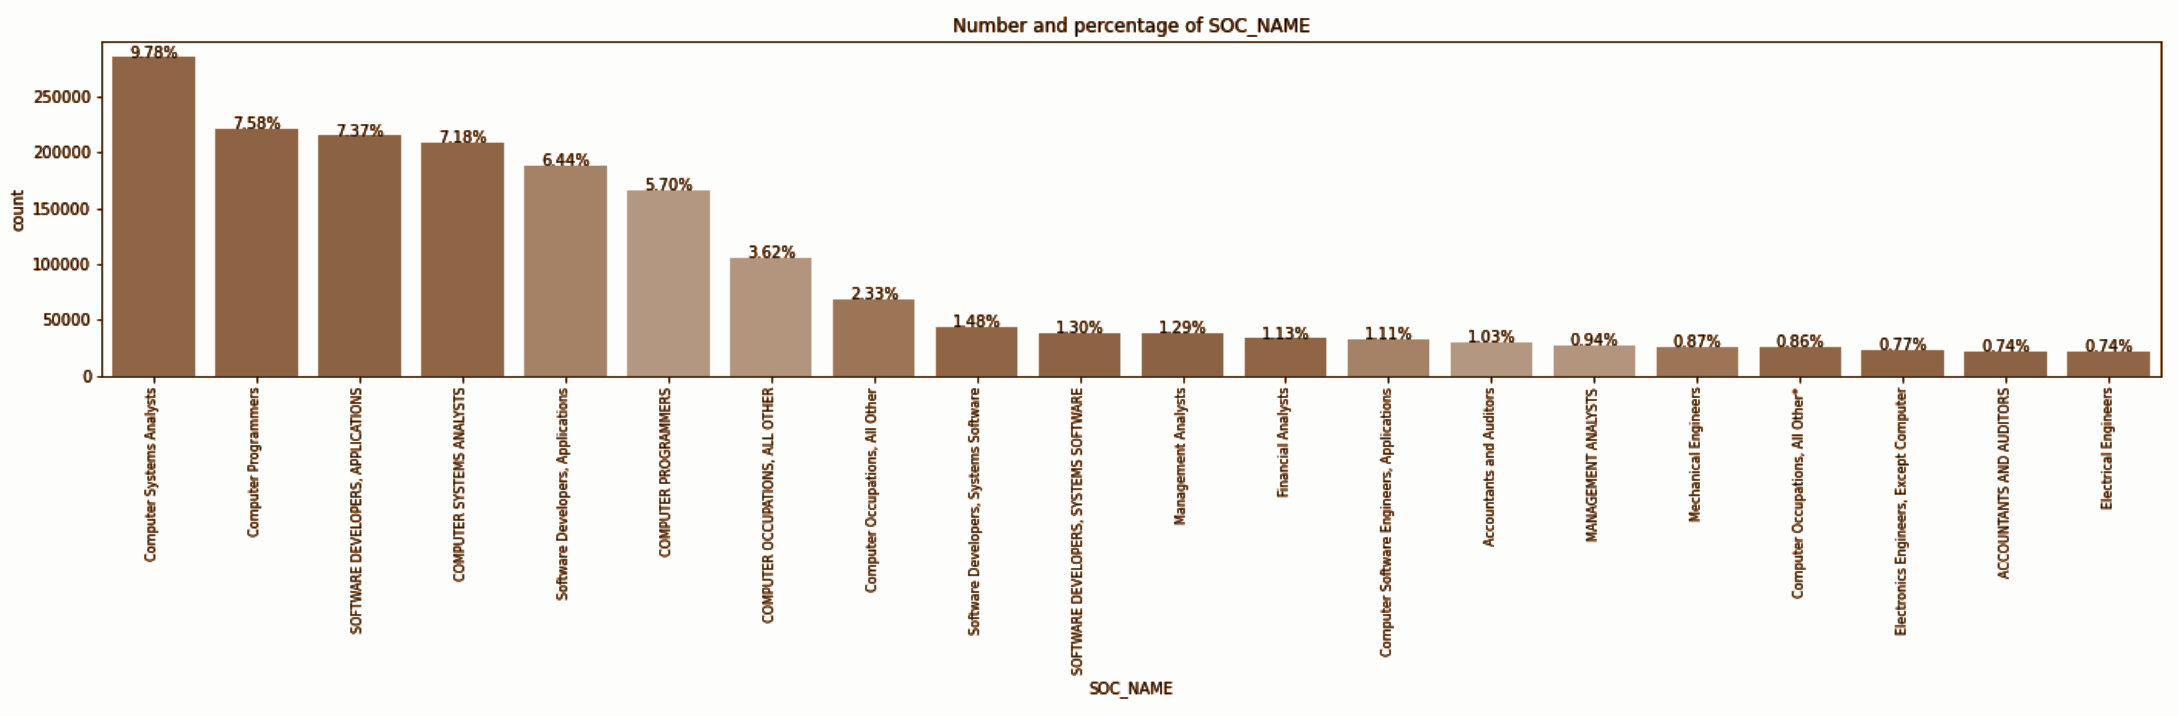 Number and percentage of SOC_NAME
9.78%
7.58%
7.37%
7.18%
6.44%
5.70%
3.62%
2.33%
1.48%
1.30%
1.29%
1.13%
1.11%
1.03%
0.94%
0.87%
0.86%
0.77%
0.74%
0.74%
count
250000
200000
150000
100000
50000
0
Computer Systems Analysts
Computer Programmers
SOFTWARE DEVELOPERS, APPLICATIONS
COMPUTER SYSTEMS ANALYSTS
Software Developers, Applications
COMPUTER PROGRAMMERS
COMPUTER OCCUPATIONS, ALL OTHER
Computer Occupations, All Other
Software Developers, Systems Software
SOFTWARE DEVELOPERS, SYSTEMS SOFTWARE
Management Analysts
Financial Analysts
Computer Software Engineers, Applications
Accountants and Auditors
MANAGEMENT ANALYSTS
Mechanical Engineers
Computer Occupations, All Other*
Electronics Engineers, Except Computer
ACCOUNTANTS AND AUDITORS
Electrical Engineers
SOC_NAME